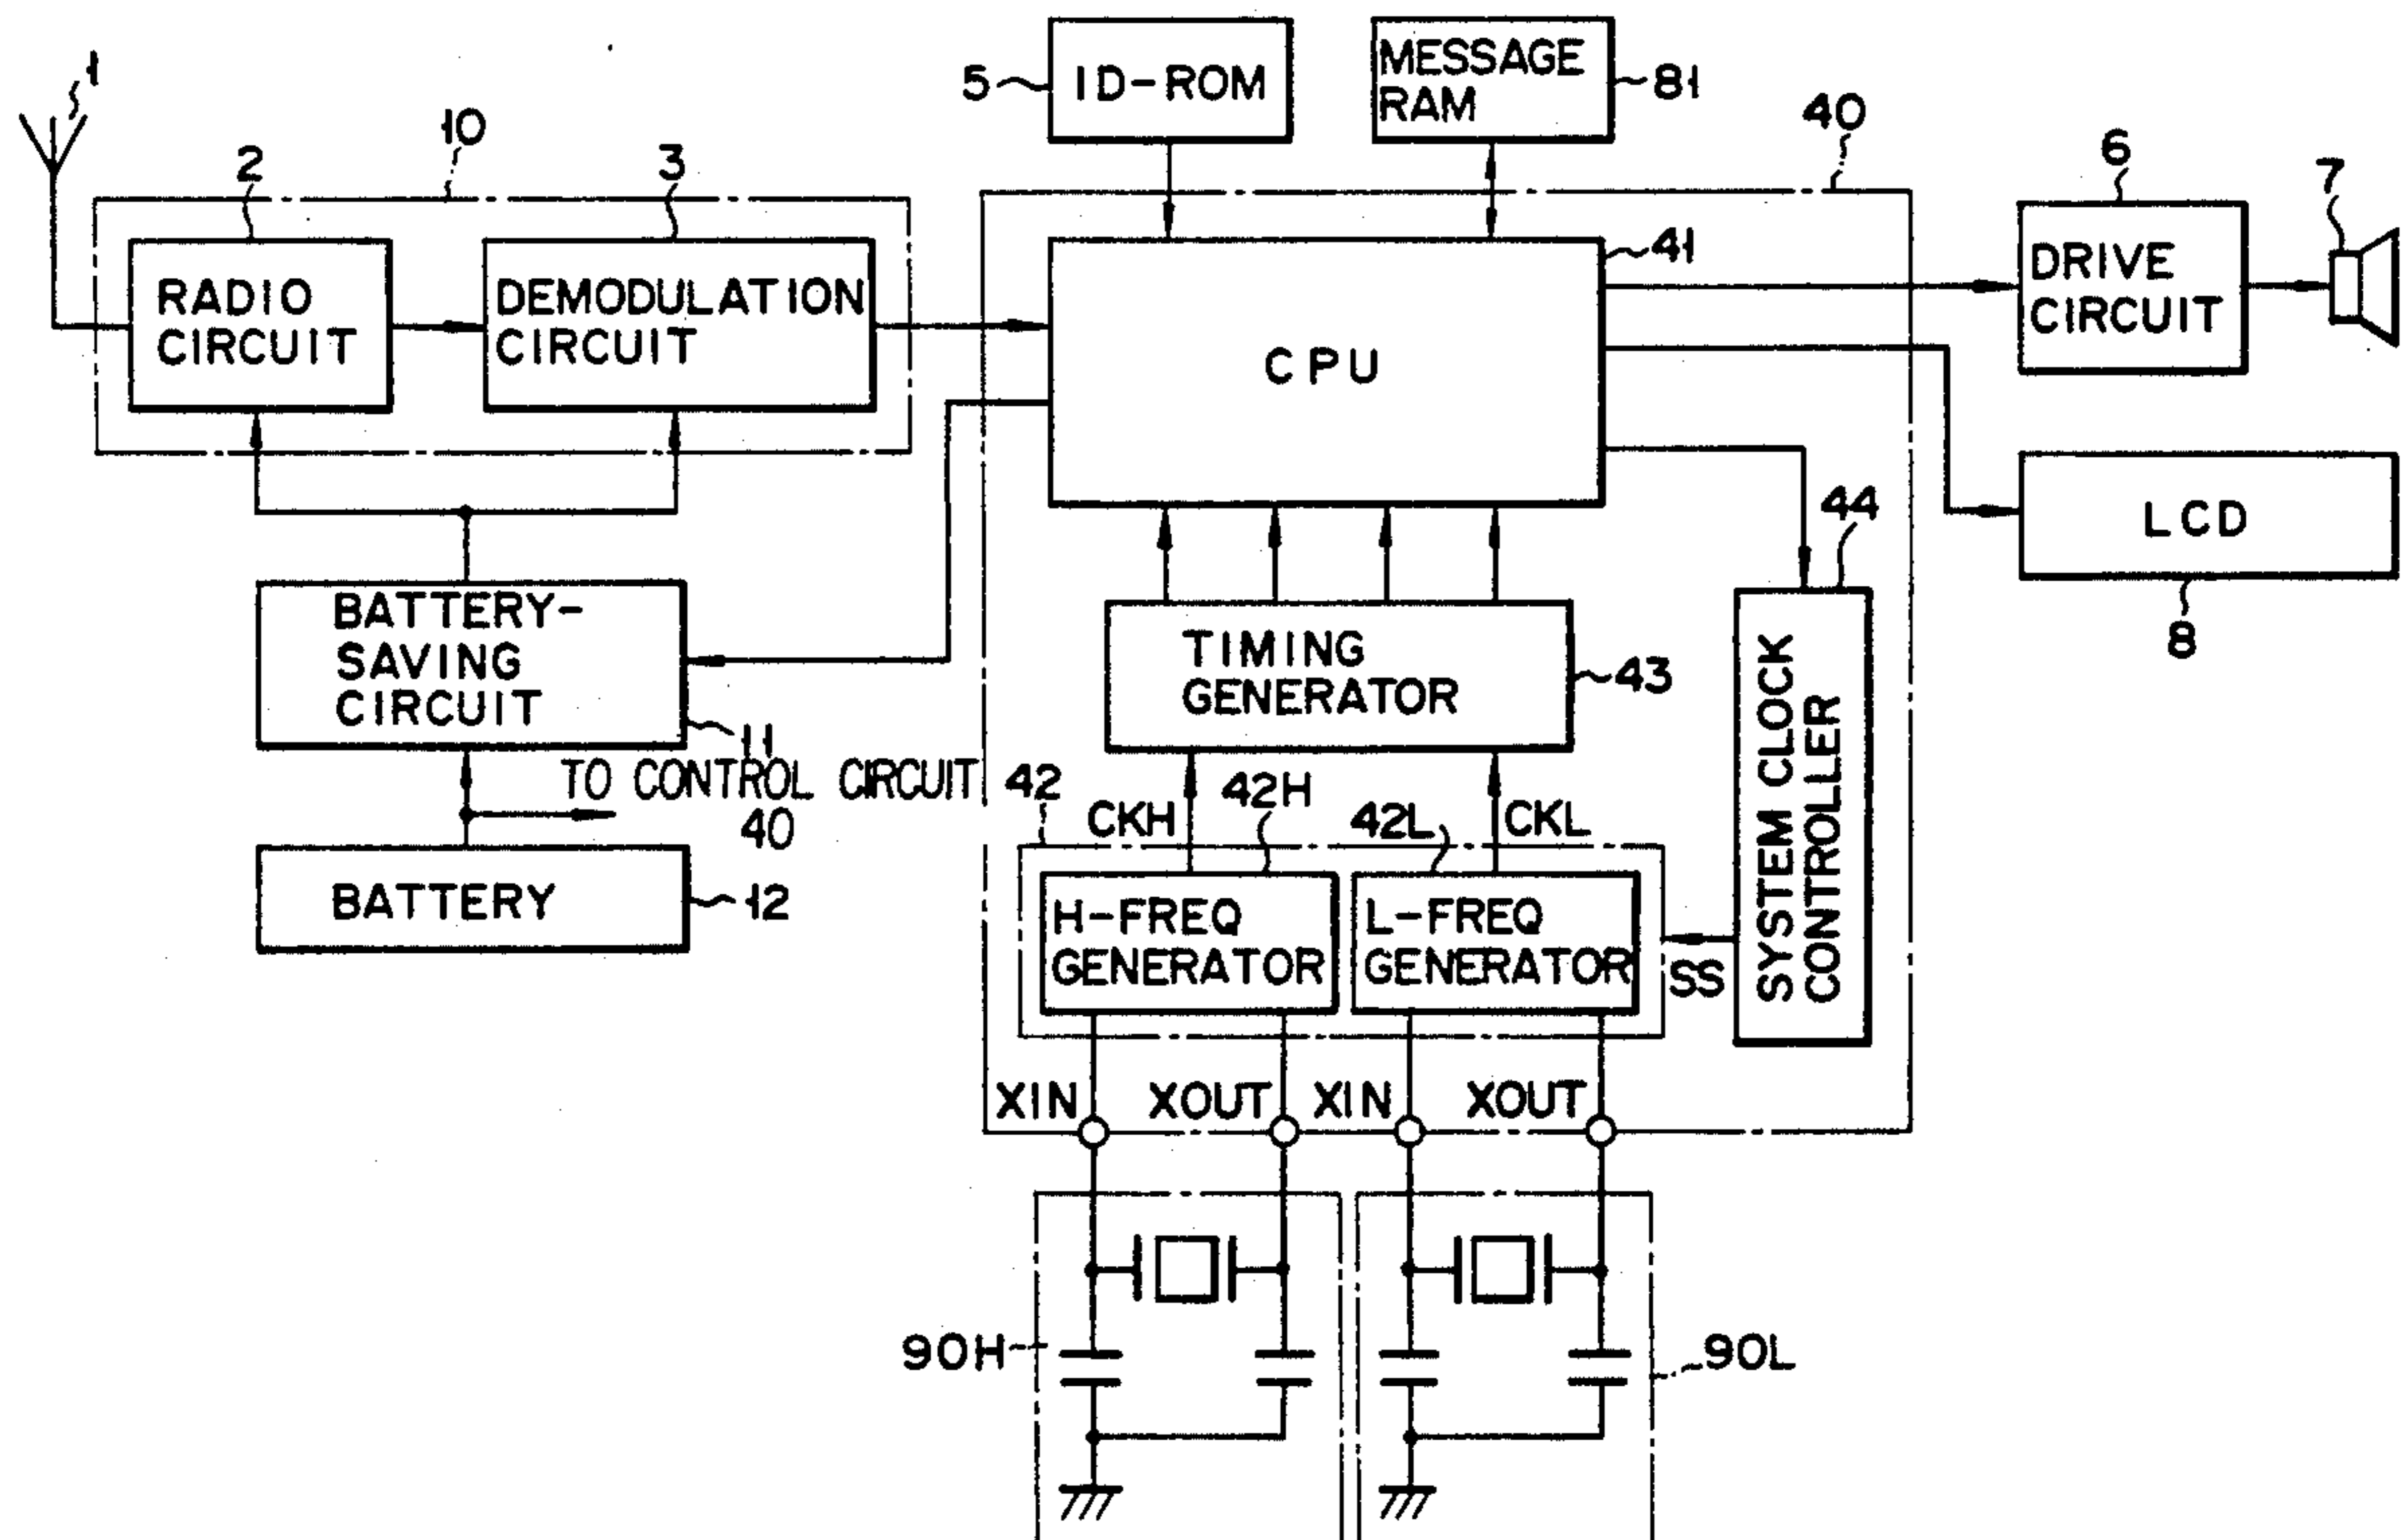 1
10
2
3
RADIO
CIRCUIT
DEMODULATION
CIRCUIT
5
ID-ROM
MESSAGE
RAM
81
40
41
CPU
6
DRIVE
CIRCUIT
7
LCD
8
44
SYSTEM CLOCK
CONTROLLER
BATTERY-
SAVING
CIRCUIT
11
TO CONTROL CIRCUIT
40
BATTERY
12
TIMING
GENERATOR
43
42
CKH
42H
42L
CKL
H-FREQ
GENERATOR
L-FREQ
GENERATOR
SS
XIN
XOUT
XIN
XOUT
90H
90L